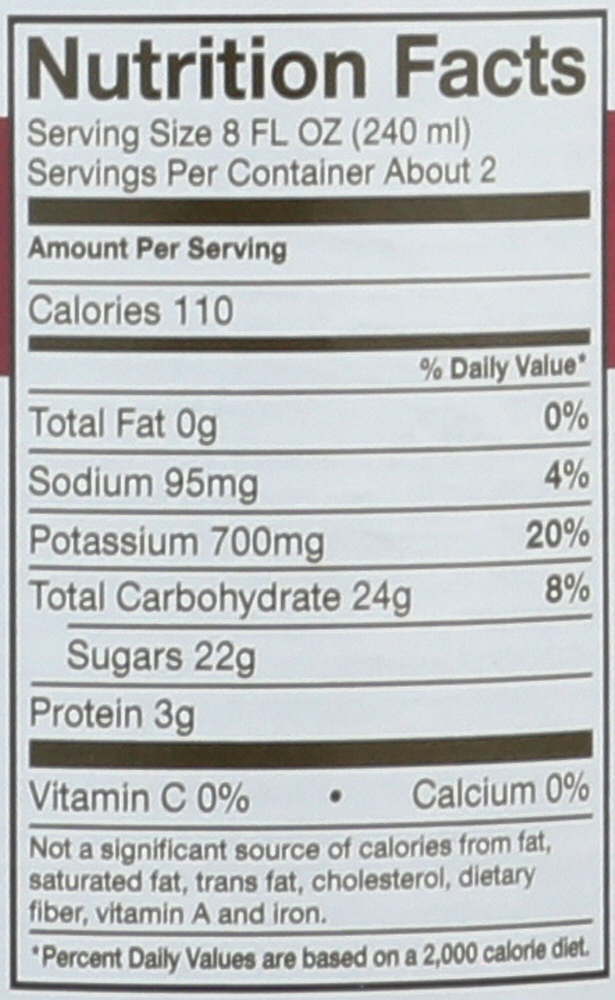 Nutrition Facts
Serving Size 8 FL OZ (240 ml)
Servings Per Container About 2
Amount Per Serving
Calories 110
% Daily Value*
Total Fat 0g 0%
Sodium 95mg 4%
Potassium 700mg 20%
Total Carbohydrate 24g 8%
Sugars 22g
Protein 3g
Vitamin C 0% • Calcium 0%
Not a significant source of calories from fat,
saturated fat, trans fat, cholesterol, dietary
fiber, vitamin A and iron.
*Percent Daily Values are based on a 2,000 calorie diet.